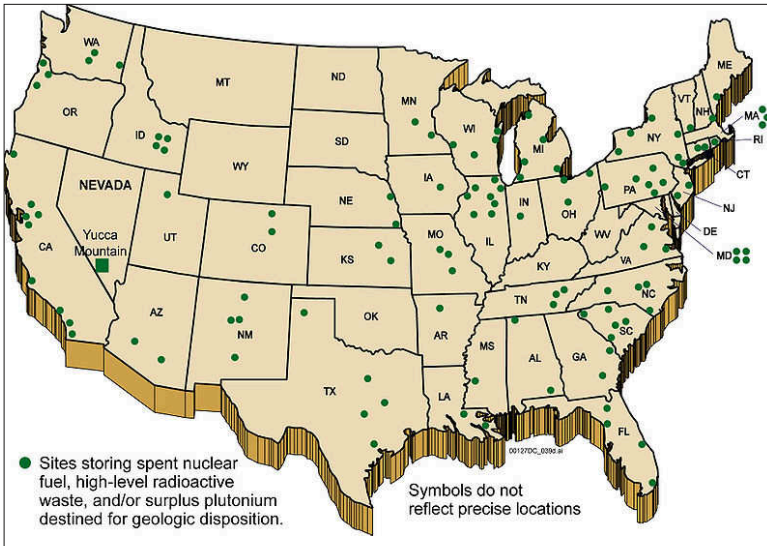 WA
MT
ND
MN
ME
VT
NH
MA
OR
ID
SD
WI
MI
NY
RI
WY
CT
NEVADA
IA
PA
NJ
NE
IL
IN
OH
DE
Yucca
Mountain
UT
CO
KS
MO
WV
VA
MD
CA
KY
AZ
NM
OK
AR
TN
NC
SC
TX
LA
MS
AL
GA
FL
00127DC_039d.ai
Sites storing spent nuclear
fuel, high-level radioactive
waste, and/or surplus plutonium
destined for geologic disposition.
Symbols do not
reflect precise locations